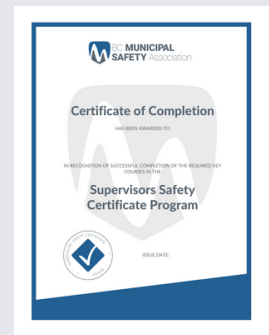 BC MUNICIPAL
SAFETY Association
Certificate of Completion
HAS BEEN AWARDED TO
IN RECOGNITION OF SUCCESSFUL COMPLETION OF THE REQUIRED KEY
COURSES IN THE
Supervisors Safety
Certificate Program
ISSUE DATE: